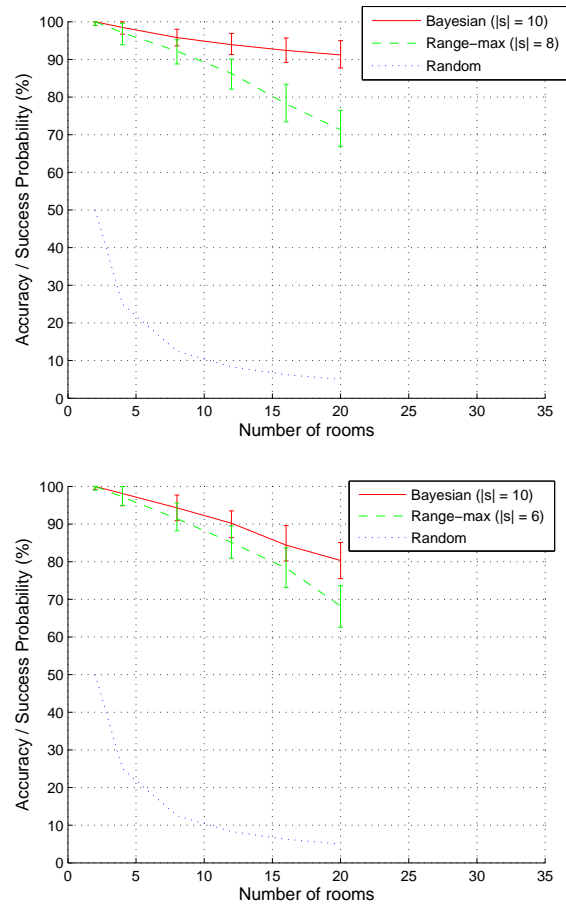 100
90
80
70
60
50
40
30
20
10
0
Accuracy / Success Probability (%)
Bayesian (|s| = 10)
Range−max (|s| = 8)
Random
0 5 10 15 20 25 30 35
Number of rooms
100
90
80
70
60
50
40
30
20
10
0
Accuracy / Success Probability (%)
Bayesian (|s| = 10)
Range−max (|s| = 6)
Random
0 5 10 15 20 25 30 35
Number of rooms